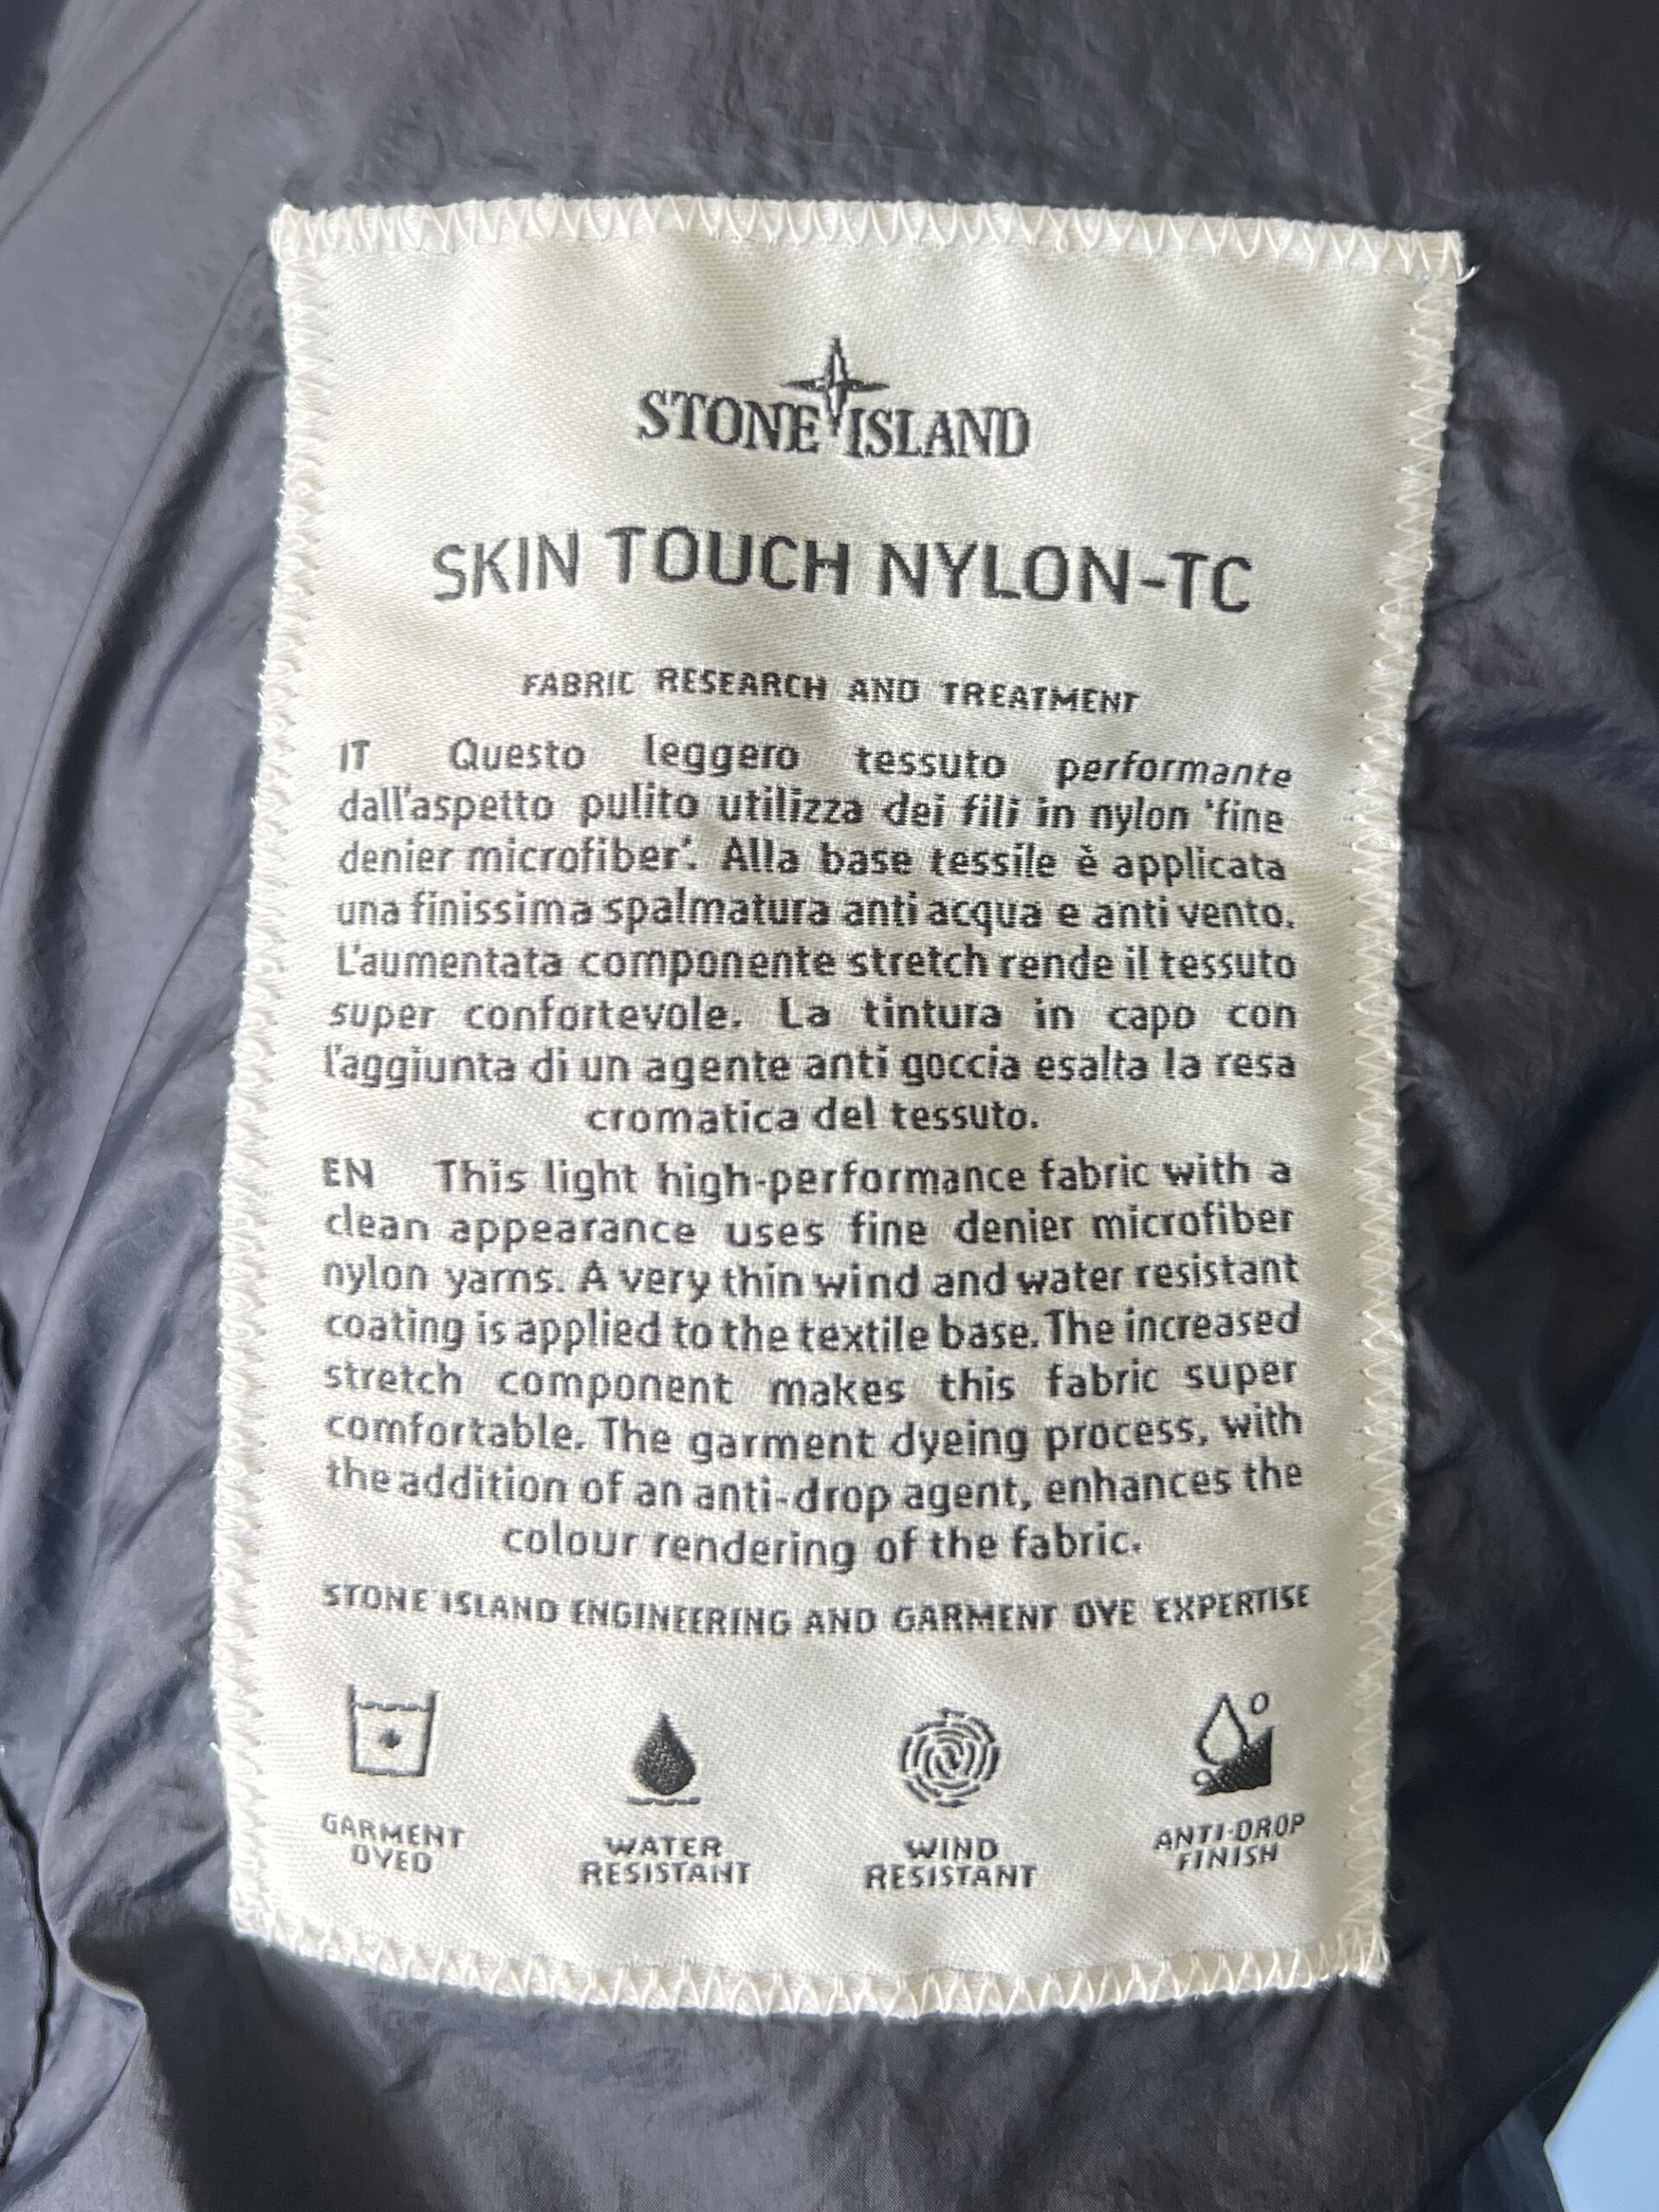 STONE ISLAND
SKIN TOUCH NYLON-TC
FABRIC RESEARCH AND TREATMENT
IT Questo leggero tessuto performante
dall'aspetto pulito utilizza dei fili in nylon 'fine
denier microfiber'. Alla base tessile è applicata
una finissima spalmatura anti acqua e anti vento.
L'aumentata componente stretch rende il tessuto
super confortevole. La tintura in capo con
l'aggiunta di un agente anti goccia esalta la resa
cromatica del tessuto.
EN This light high-performance fabric with a
clean appearance uses fine denier microfiber
nylon yarns. A very thin wind and water resistant
coating is applied to the textile base. The increased
stretch component makes this fabric super
comfortable. The garment dyeing process, with
the addition of an anti-drop agent, enhances the
colour rendering of the fabric.
STONE ISLAND ENGINEERING AND GARMENT DYE EXPERTISE
GARMENT
DYED
WATER
RESISTANT
WIND
RESISTANT
ANTI-DROP
FINISH